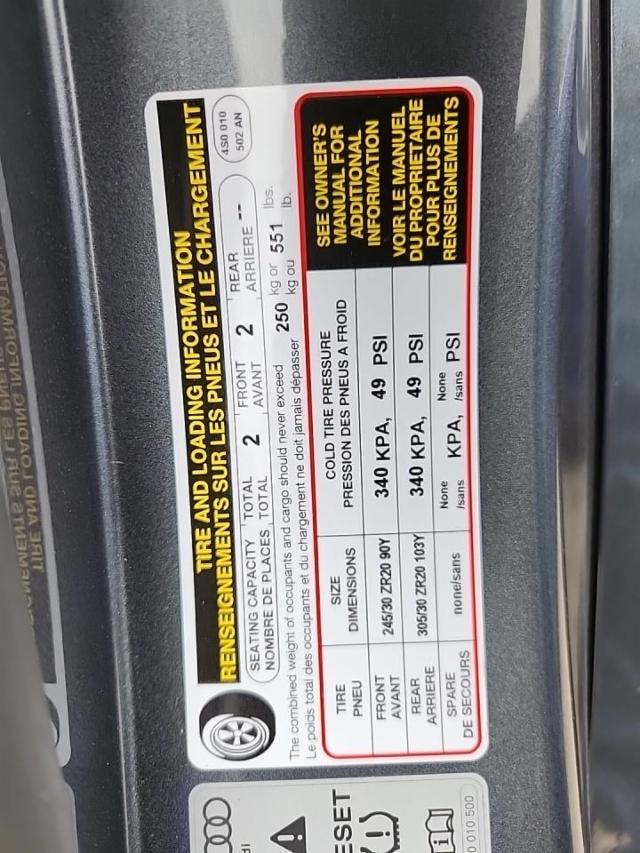 TIRE AND LOADING INFORMATION
RENSEIGNEMENTS SUR LES PNEUS ET LE CHARGEMENT
4S0 010
502 AN
SEATING CAPACITY TOTAL 2 FRONT 2 REAR --
NOMBRE DE PLACES TOTAL AVANT ARRIERE
The combined weight of occupants and cargo should never exceed 250 kg or 551 lbs.
Le poids total des occupants et du chargement ne doit jamais dépasser kg ou lb.
TIRE SIZE COLD TIRE PRESSURE
PNEU DIMENSIONS PRESSION DES PNEUS A FROID
FRONT 245/30 ZR20 90Y 340 KPA, 49 PSI
AVANT
REAR 305/30 ZR20 103Y 340 KPA, 49 PSI
ARRIERE
SPARE none/sans None KPA, None PSI
DE SECOURS /sans /sans
SEE OWNER'S
MANUAL FOR
ADDITIONAL
INFORMATION
VOIR LE MANUEL
DU PROPRIETAIRE
POUR PLUS DE
RENSEIGNEMENTS
ESET
010 500